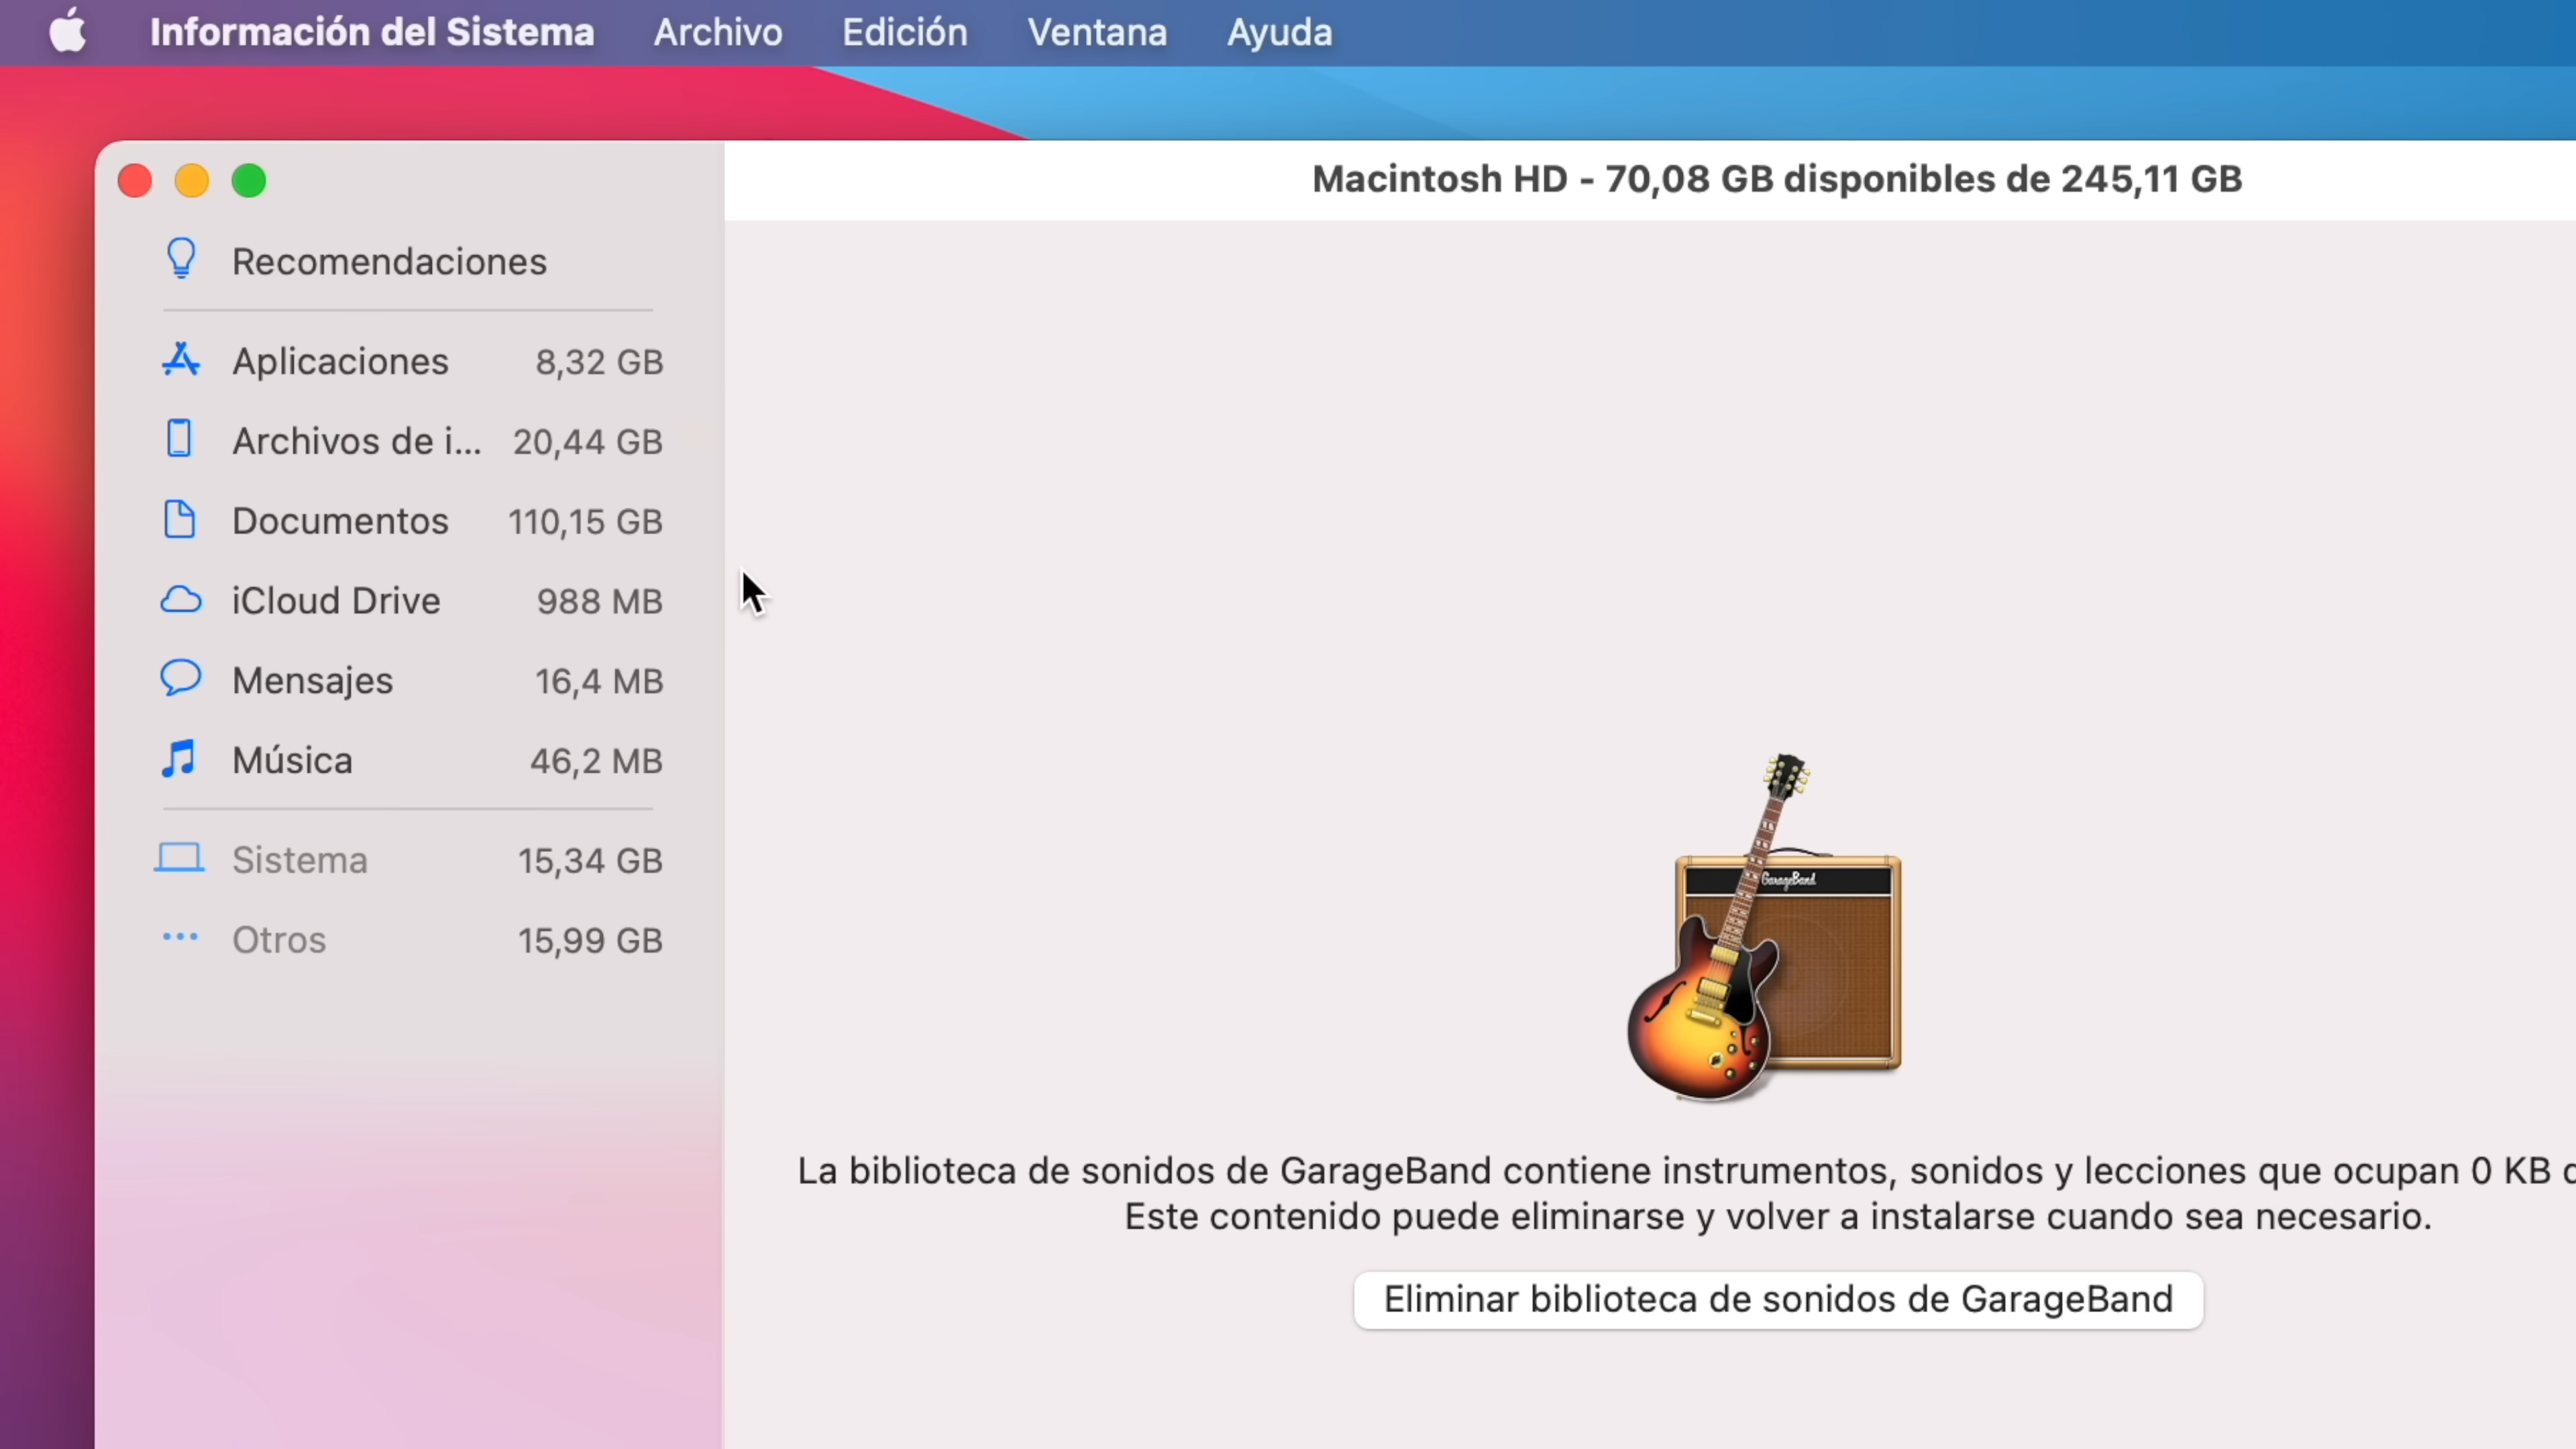 Información del Sistema Archivo Edición Ventana Ayuda
Macintosh HD - 70,08 GB disponibles de 245,11 GB
Recomendaciones
Aplicaciones 8,32 GB
Archivos de i... 20,44 GB
Documentos 110,15 GB
iCloud Drive 988 MB
Mensajes 16,4 MB
Música 46,2 MB
Sistema 15,34 GB
Otros 15,99 GB
GarageBand
La biblioteca de sonidos de GarageBand contiene instrumentos, sonidos y lecciones que ocupan 0 KB
Este contenido puede eliminarse y volver a instalarse cuando sea necesario.
Eliminar biblioteca de sonidos de GarageBand